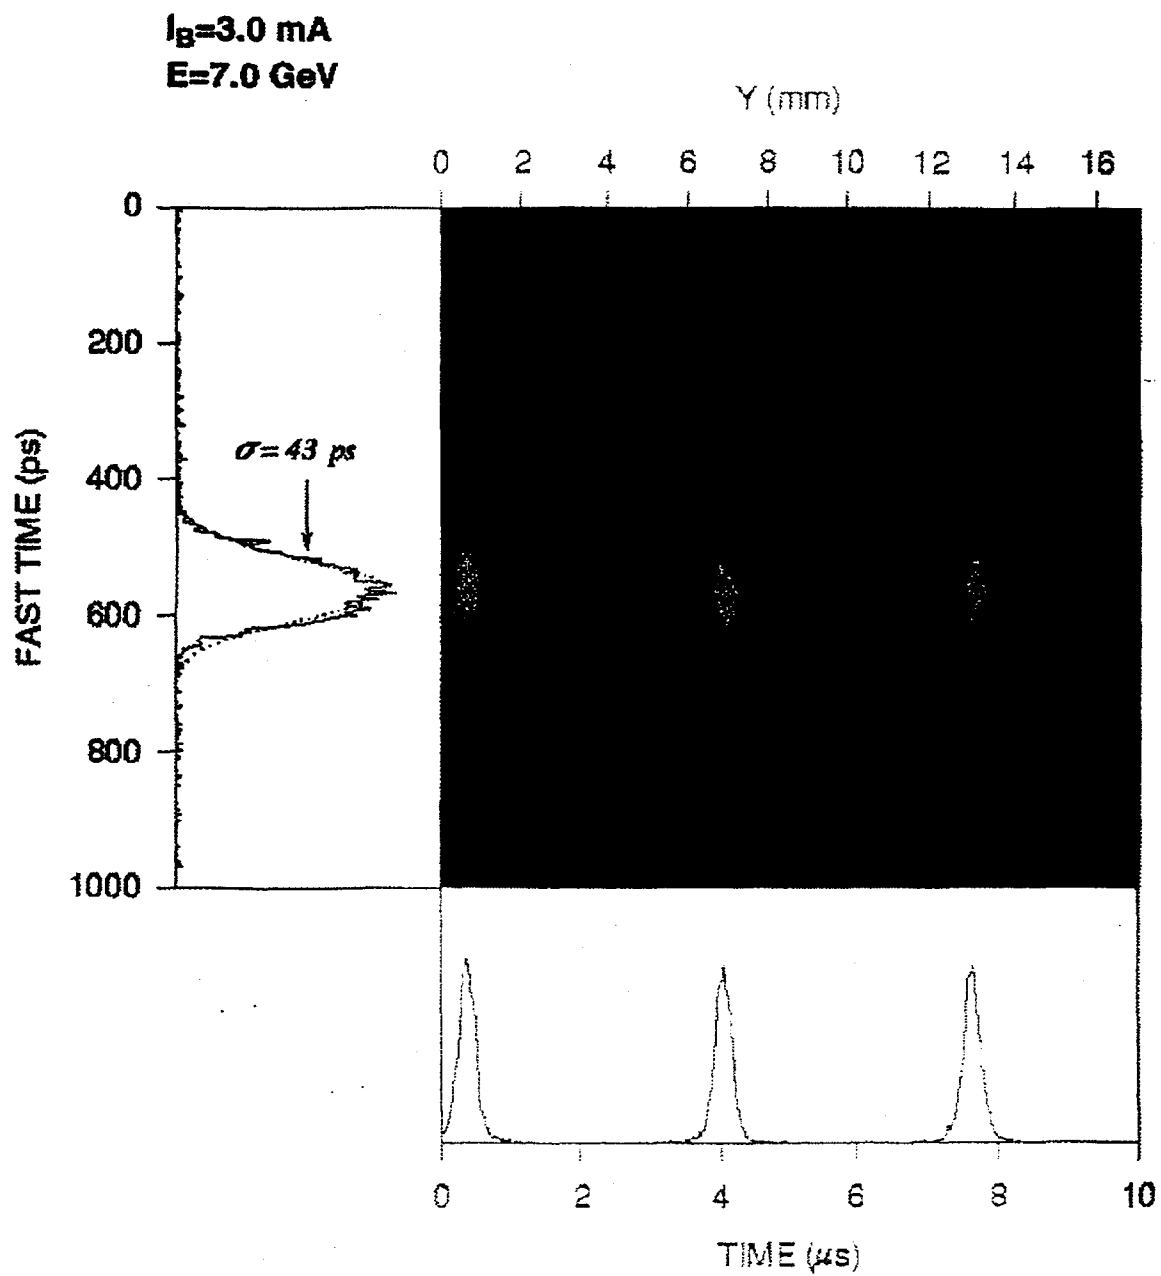 I_B=3.0 mA
E=7.0 GeV
Y (mm)
0 2 4 6 8 10 12 14 16
0
200
400
600
800
1000
FAST TIME (ps)
σ=43 ps
0 2 4 6 8 10
TIME (μs)